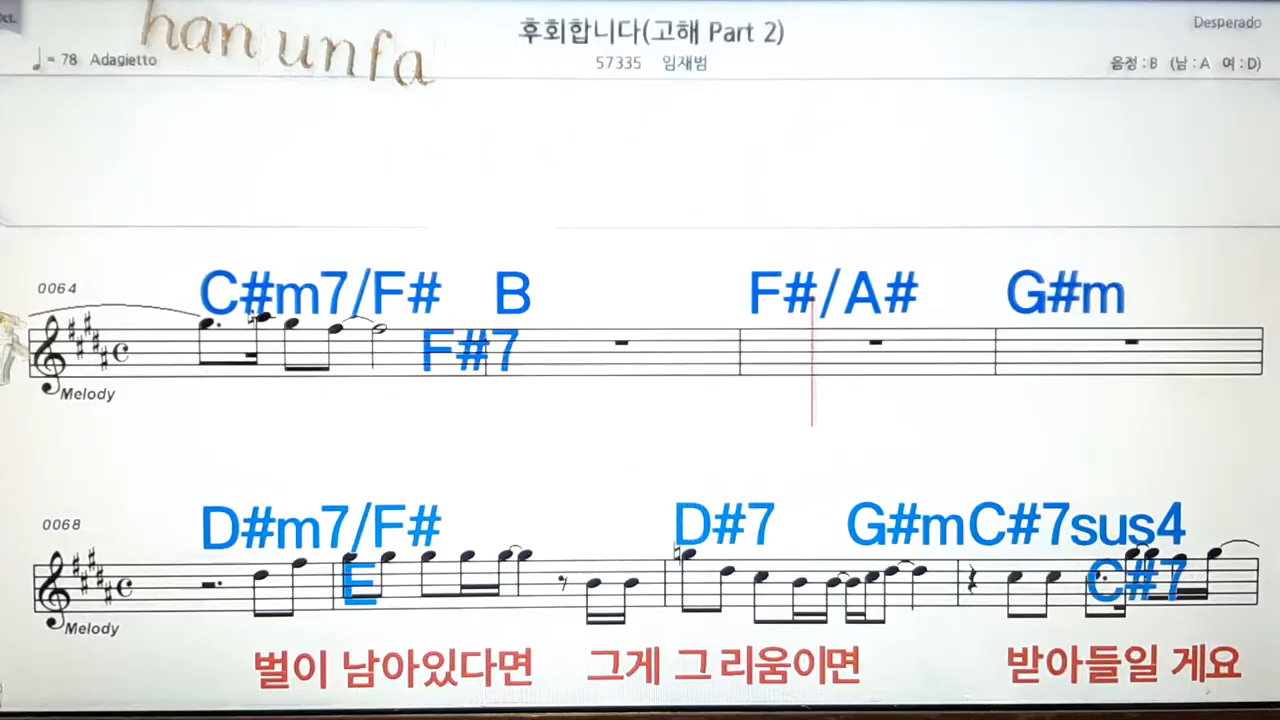 Oct.
han unfa
후회합니다(고해 Part 2)
Desperado
♩= 78 Adagietto
57335 임재범
음정 : B (남 : A 여 : D)
0064
C#m7/F# B F#/A# G#m
F#7
Melody
0068
D#m7/F# D#7 G#m C#7sus4
E C#7
Melody
벌이 남아있다면 그게 그 리움이면 받아들일 게요